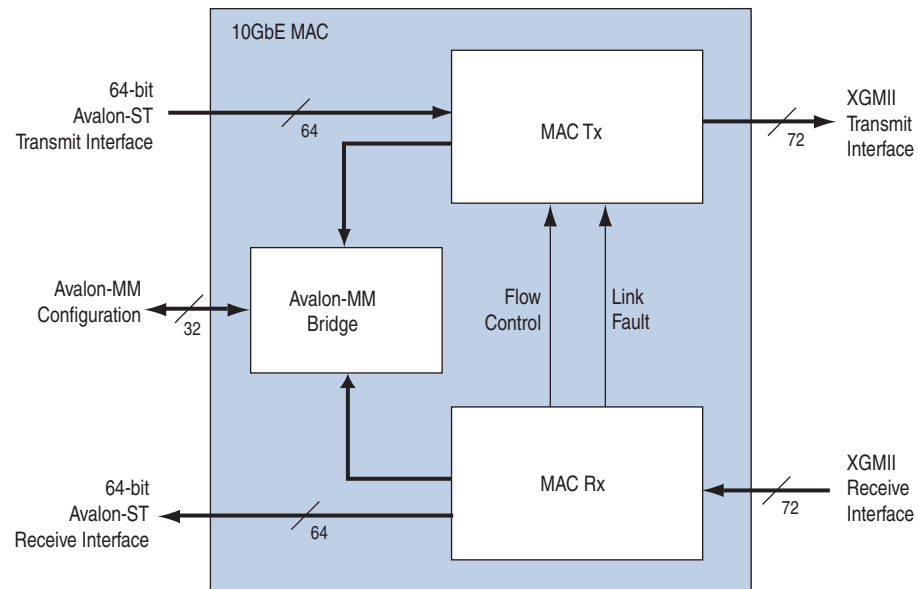 10GbE MAC
64-bit
Avalon-ST
Transmit Interface
64
MAC Tx
72
XGMII
Transmit
Interface
Avalon-MM
Configuration
32
Avalon-MM
Bridge
Flow
Control
Link
Fault
64-bit
Avalon-ST
Receive Interface
64
MAC Rx
72
XGMII
Receive
Interface